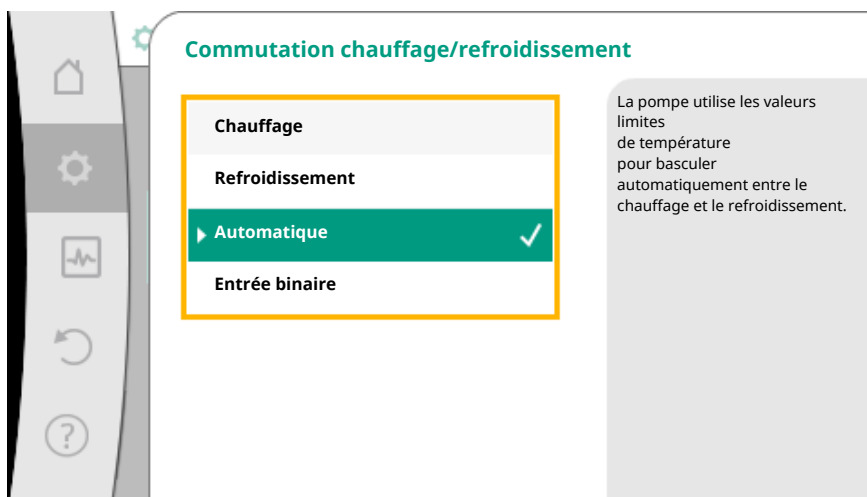 Commutation chauffage/refroidissement
Chauffage
Refroidissement
Automatique
Entrée binaire
La pompe utilise les valeurs
limites
de température
pour basculer
automatiquement entre le
chauffage et le refroidissement.
?